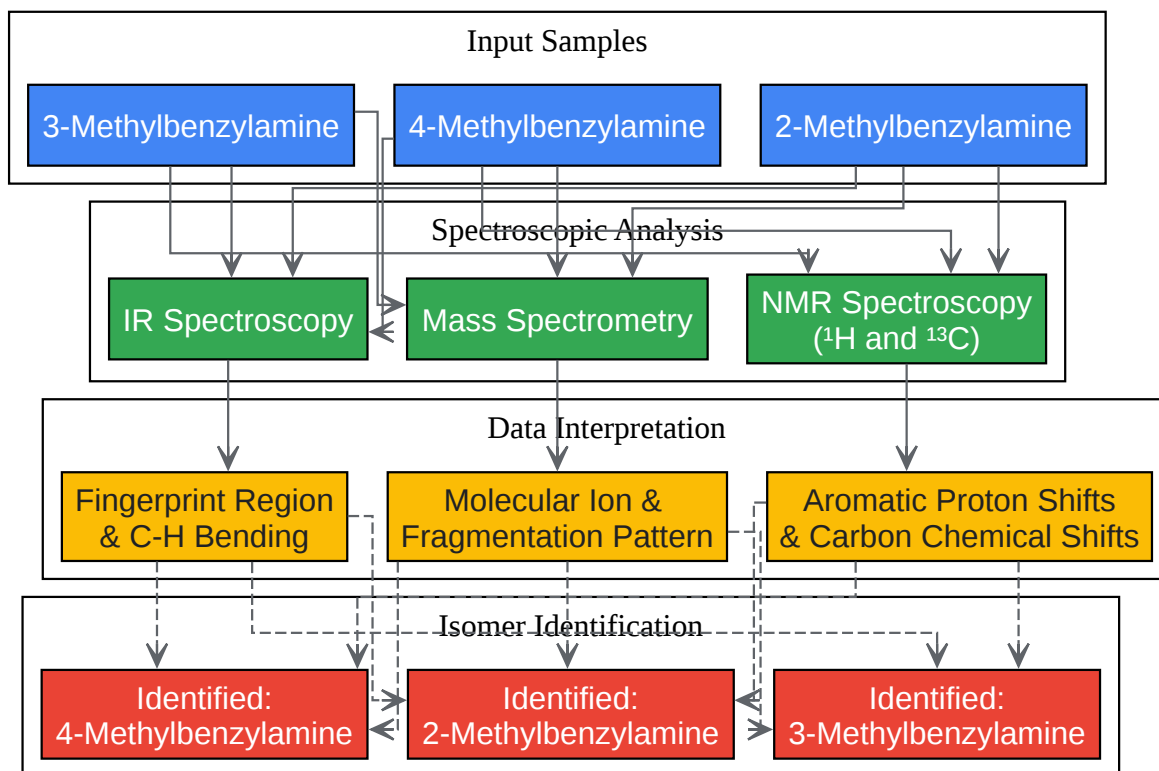 Input Samples
3-Methylbenzylamine
4-Methylbenzylamine
2-Methylbenzylamine
Spectroscopic Analysis
IR Spectroscopy
Mass Spectrometry
NMR Spectroscopy
(¹H and ¹³C)
Data Interpretation
Fingerprint Region
& C-H Bending
Molecular Ion &
Fragmentation Pattern
Aromatic Proton Shifts
& Carbon Chemical Shifts
Isomer Identification
Identified:
4-Methylbenzylamine
Identified:
2-Methylbenzylamine
Identified:
3-Methylbenzylamine